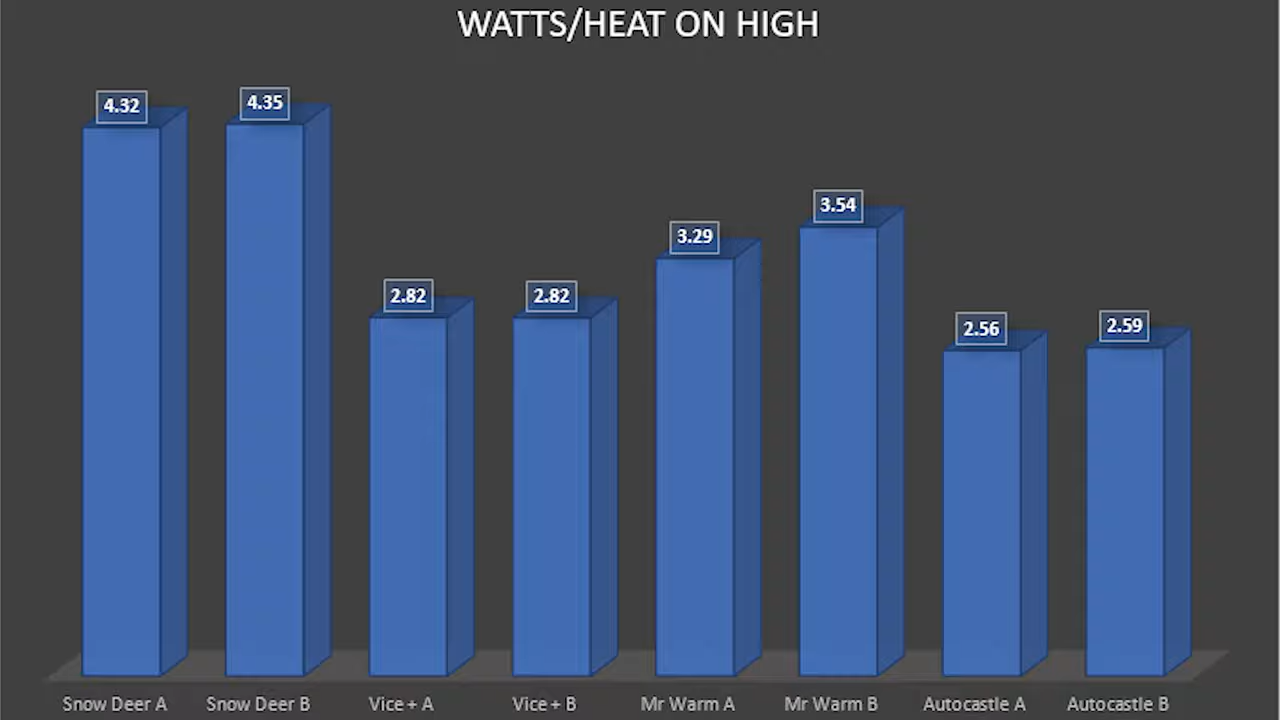 WATTS/HEAT ON HIGH
4.32
4.35
2.82
2.82
3.29
3.54
2.56
2.59
Snow Deer A
Snow Deer B
Vice + A
Vice + B
Mr Warm A
Mr Warm B
Autocastle A
Autocastle B